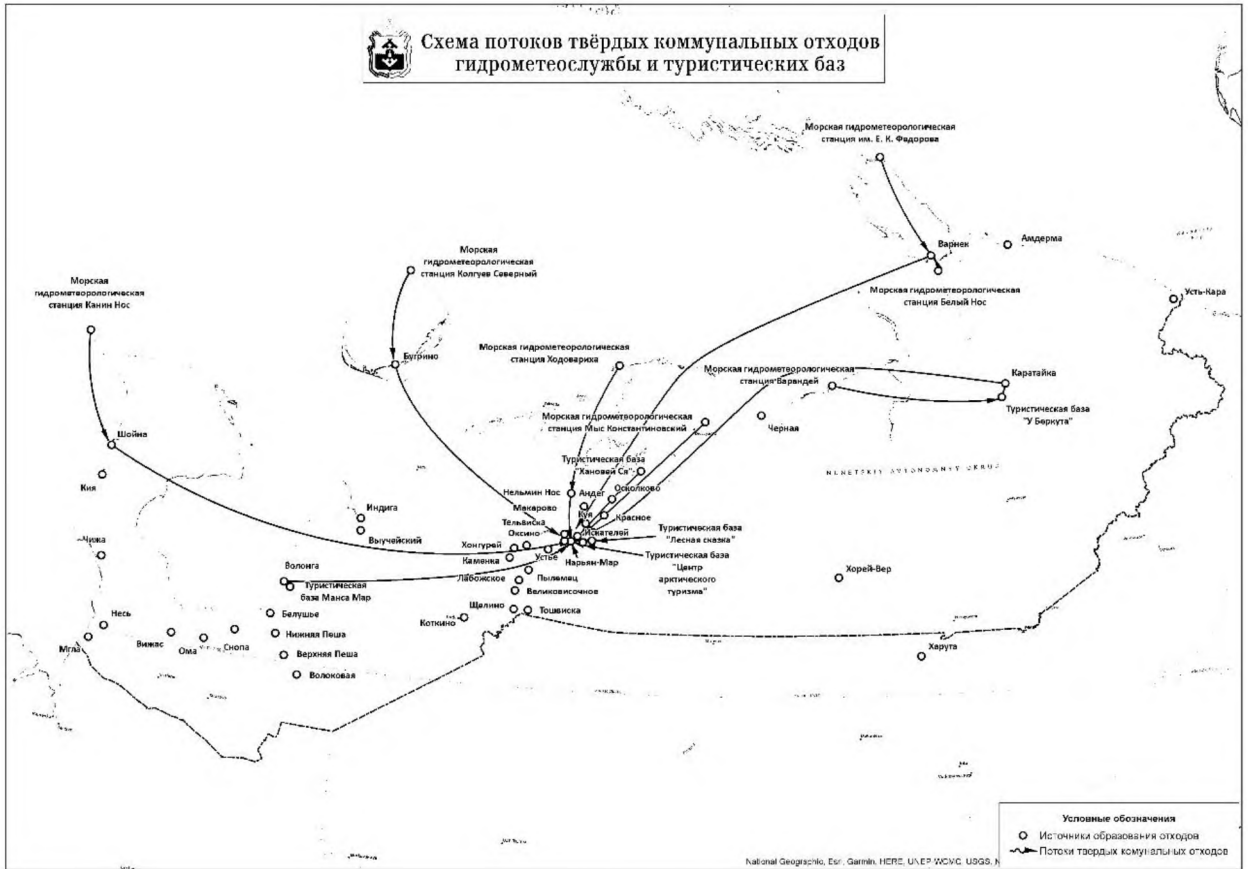 Схема потоков твёрдых коммунальных отходов
гидрометеослужбы и туристических баз
Морская гидрометеорологическая
станция им. Е. К. Федорова
Варнек
Амдерма
Морская гидрометеорологическая
станция Белый Нос
Усть-Кара
Морская
гидрометеорологическая
станция Колгуев Северный
Морская
гидрометеорологическая
станция Канин Нос
Бугрино
Морская гидрометеорологическая
станция Ходовариха
Морская гидрометеорологическая
станция Варандей
Каратайка
Туристическая база
"У Беркута"
Морская гидрометеорологическая
станция Мыс Константиновский
Черная
Шойна
Кия
Туристическая база
"Хановей Ся"
NENETSKIY AVTONOMNY OKRUG
Нельмин Нос
Андег
Осколково
Макарово
Куя
Красное
Индига
Выучейский
Тельвиска
Оксино
Искателей
Туристическая база
"Лесная сказка"
Хонгурей
Каменка
Устье
Нарьян-Мар
Туристическая база
"Центр
арктического
туризма"
Чижа
Волонга
Туристическая
база Манса Мар
Лабожское
Пылемец
Великовисочное
Хорей-Вер
Белушье
Щелино
Тошвиска
Коткино
Несь
Мгла
Вижас
Ома
Снопа
Нижняя Пеша
Верхняя Пеша
Волоковая
Харута
Условные обозначения
Источники образования отходов
Потоки твердых комунальных отходов
National Geographic, Esri, Garmin, HERE, UNEP-WCMC, USGS, N